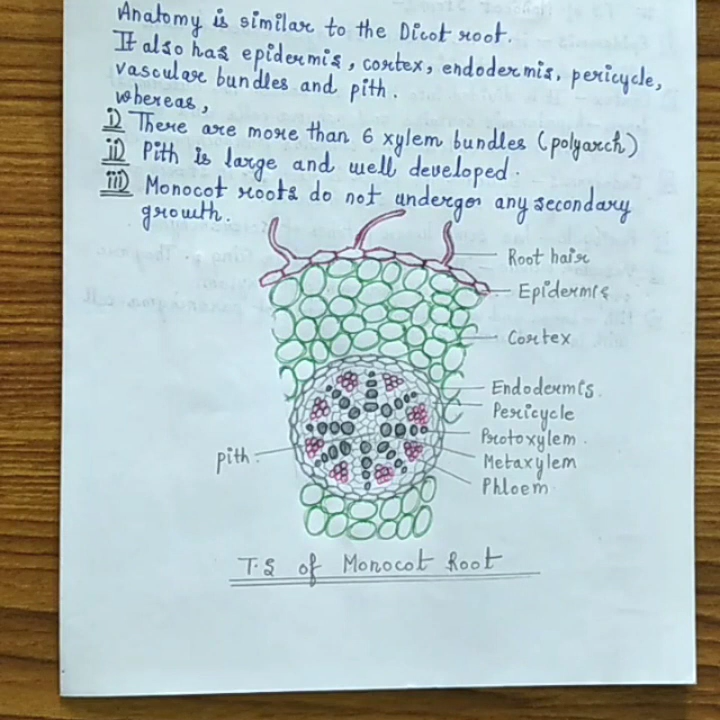 Anatomy is similar to the Dicot root.
It also has epidermis, cortex, endodermis, pericycle,
vascular bundles and pith.
whereas,
i) There are more than 6 xylem bundles (polyarch)
ii) Pith is large and well developed.
iii) Monocot roots do not undergo any secondary
growth.
Root hair
Epidermis
Cortex
Endodermis.
Pericycle
Protoxylem.
pith.
Metaxylem
Phloem
T.S of Monocot Root